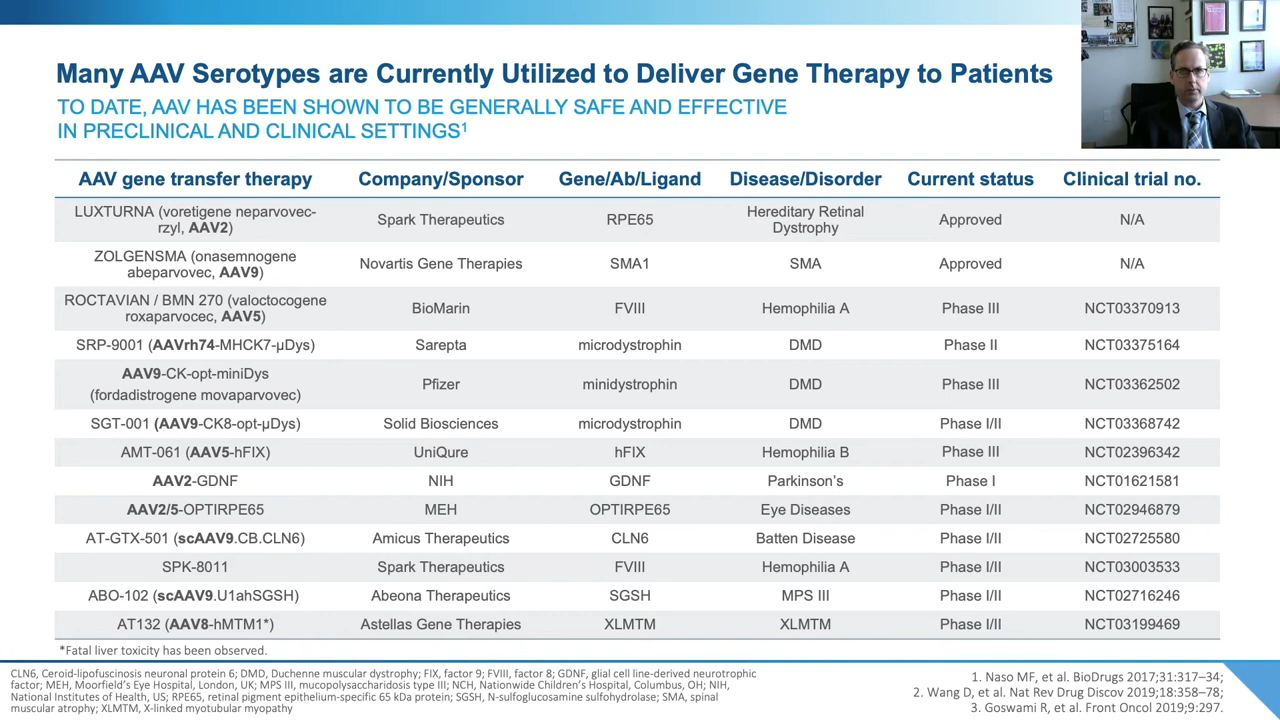 Many AAV Serotypes are Currently Utilized to Deliver Gene Therapy to Patients
TO DATE, AAV HAS BEEN SHOWN TO BE GENERALLY SAFE AND EFFECTIVE
IN PRECLINICAL AND CLINICAL SETTINGS¹
AAV gene transfer therapy Company/Sponsor Gene/Ab/Ligand Disease/Disorder Current status Clinical trial no.
LUXTURNA (voretigene neparvovec-
rzyl, AAV2) Spark Therapeutics RPE65 Hereditary Retinal
Dystrophy Approved N/A
ZOLGENSMA (onasemnogene
abeparvovec, AAV9) Novartis Gene Therapies SMA1 SMA Approved N/A
ROCTAVIAN / BMN 270 (valoctocogene
roxaparvocec, AAV5) BioMarin FVIII Hemophilia A Phase III NCT03370913
SRP-9001 (AAVrh74-MHCK7-µDys) Sarepta microdystrophin DMD Phase II NCT03375164
AAV9-CK-opt-miniDys
(fordadistrogene movaparvovec) Pfizer minidystrophin DMD Phase III NCT03362502
SGT-001 (AAV9-CK8-opt-µDys) Solid Biosciences microdystrophin DMD Phase I/II NCT03368742
AMT-061 (AAV5-hFIX) UniQure hFIX Hemophilia B Phase III NCT02396342
AAV2-GDNF NIH GDNF Parkinson's Phase I NCT01621581
AAV2/5-OPTIRPE65 MEH OPTIRPE65 Eye Diseases Phase I/II NCT02946879
AT-GTX-501 (scAAV9.CB.CLN6) Amicus Therapeutics CLN6 Batten Disease Phase I/II NCT02725580
SPK-8011 Spark Therapeutics FVIII Hemophilia A Phase I/II NCT03003533
ABO-102 (scAAV9.U1ahSGSH) Abeona Therapeutics SGSH MPS III Phase I/II NCT02716246
AT132 (AAV8-hMTM1*) Astellas Gene Therapies XLMTM XLMTM Phase I/II NCT03199469
*Fatal liver toxicity has been observed.
CLN6, Ceroid-lipofuscinosis neuronal protein 6; DMD, Duchenne muscular dystrophy; FIX, factor 9; FVIII, factor 8; GDNF, glial cell line-derived neurotrophic
factor; MEH, Moorfield's Eye Hospital, London, UK; MPS III, mucopolysaccharidosis type III; NCH, Nationwide Children's Hospital, Columbus, OH; NIH,
National Institutes of Health, US; RPE65, retinal pigment epithelium-specific 65 kDa protein; SGSH, N-sulfoglucosamine sulfohydrolase; SMA, spinal
muscular atrophy; XLMTM, X-linked myotubular myopathy
1. Naso MF, et al. BioDrugs 2017;31:317–34;
2. Wang D, et al. Nat Rev Drug Discov 2019;18:358–78;
3. Goswami R, et al. Front Oncol 2019;9:297.